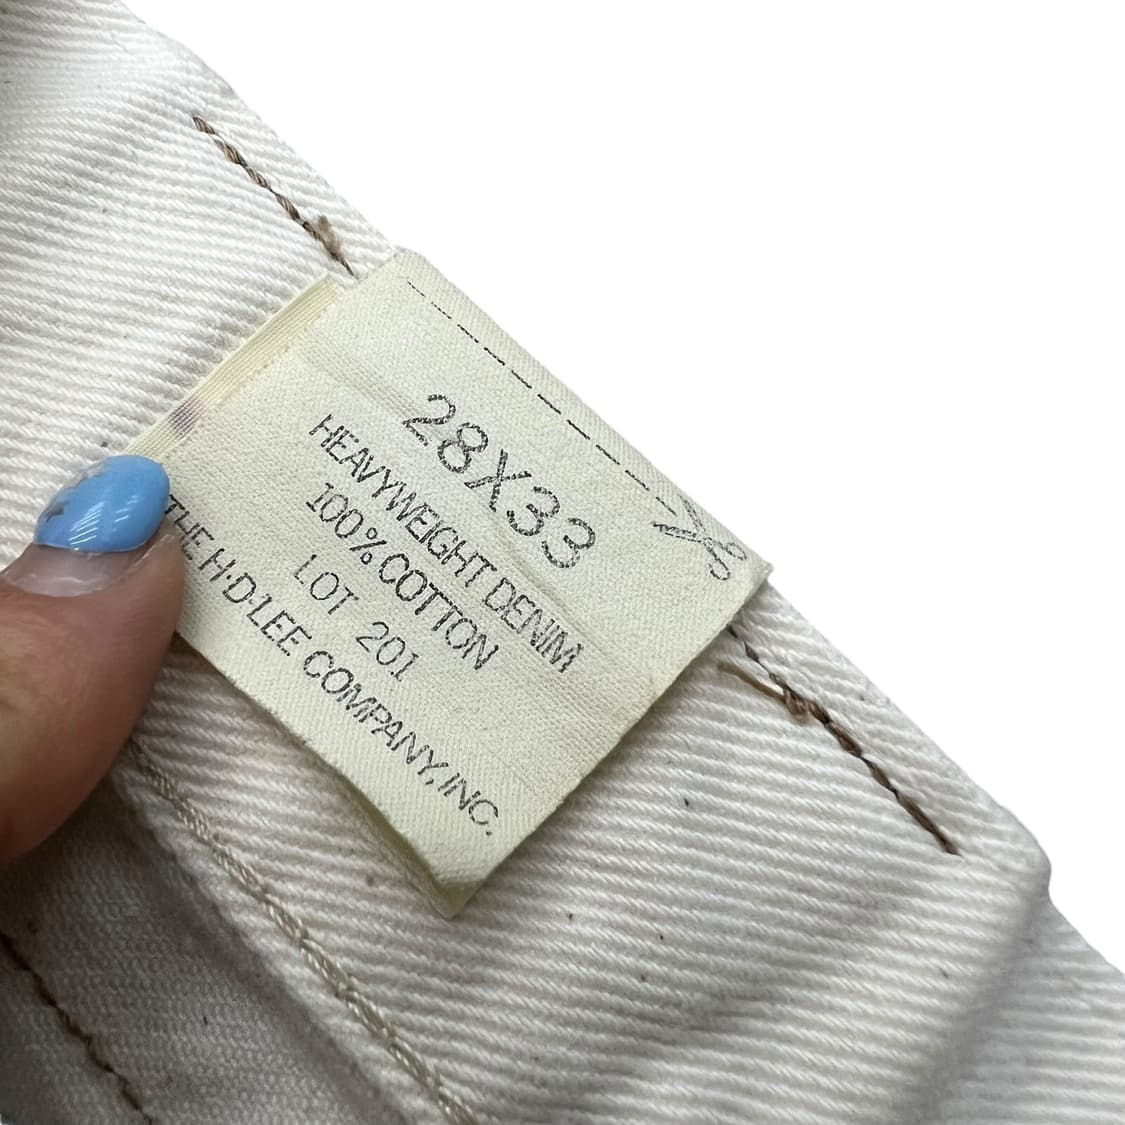 28X33
HEAVYWEIGHT DENIM
100% COTTON
LOT 201
THE H·D·LEE COMPANY,INC.